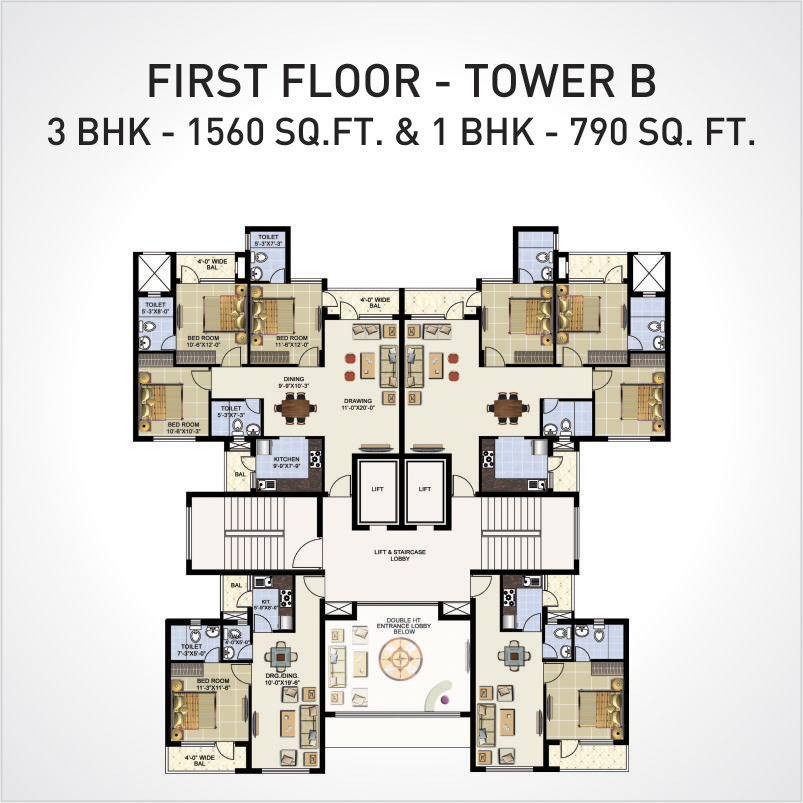 FIRST FLOOR - TOWER B
3 BHK - 1560 SQ.FT. & 1 BHK - 790 SQ. FT.
TOILET
5'-3"X7'-3"
4'-0" WIDE
BAL
4'-0" WIDE
BAL
TOILET
5'-3"X8'-0"
BED ROOM
10'-6"X12'-0"
BED ROOM
11'-6"X12'-0"
DINING
9'-9"X10'-3"
DRAWING
11'-0"X20'-0"
TOILET
5'-3"X7'-3"
BED ROOM
10'-6"X10'-3"
KITCHEN
9'-9"X7'-9"
BAL
LIFT
LIFT
LIFT & STAIRCASE
LOBBY
BAL
KIT.
5'-9"X8'-0"
DOUBLE HT.
ENTRANCE LOBBY
BELOW
TOILET
7'-3"X5'-0"
4'-0"X5'-0"
DRG./DING.
10'-0"X19'-6"
BED ROOM
11'-3"X11'-6"
4'-0" WIDE
BAL